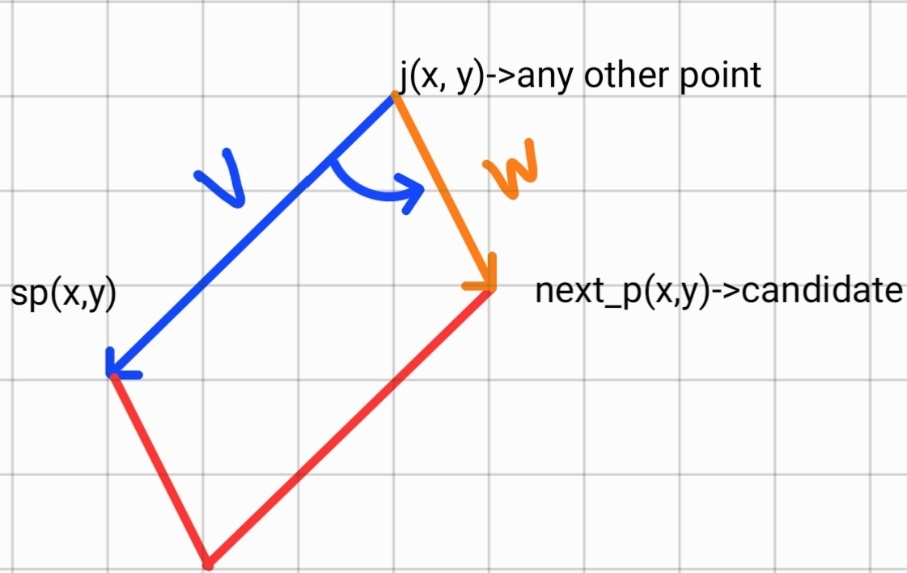 j(x, y)->any other point
V
W
sp(x,y)
next_p(x,y)->candidate